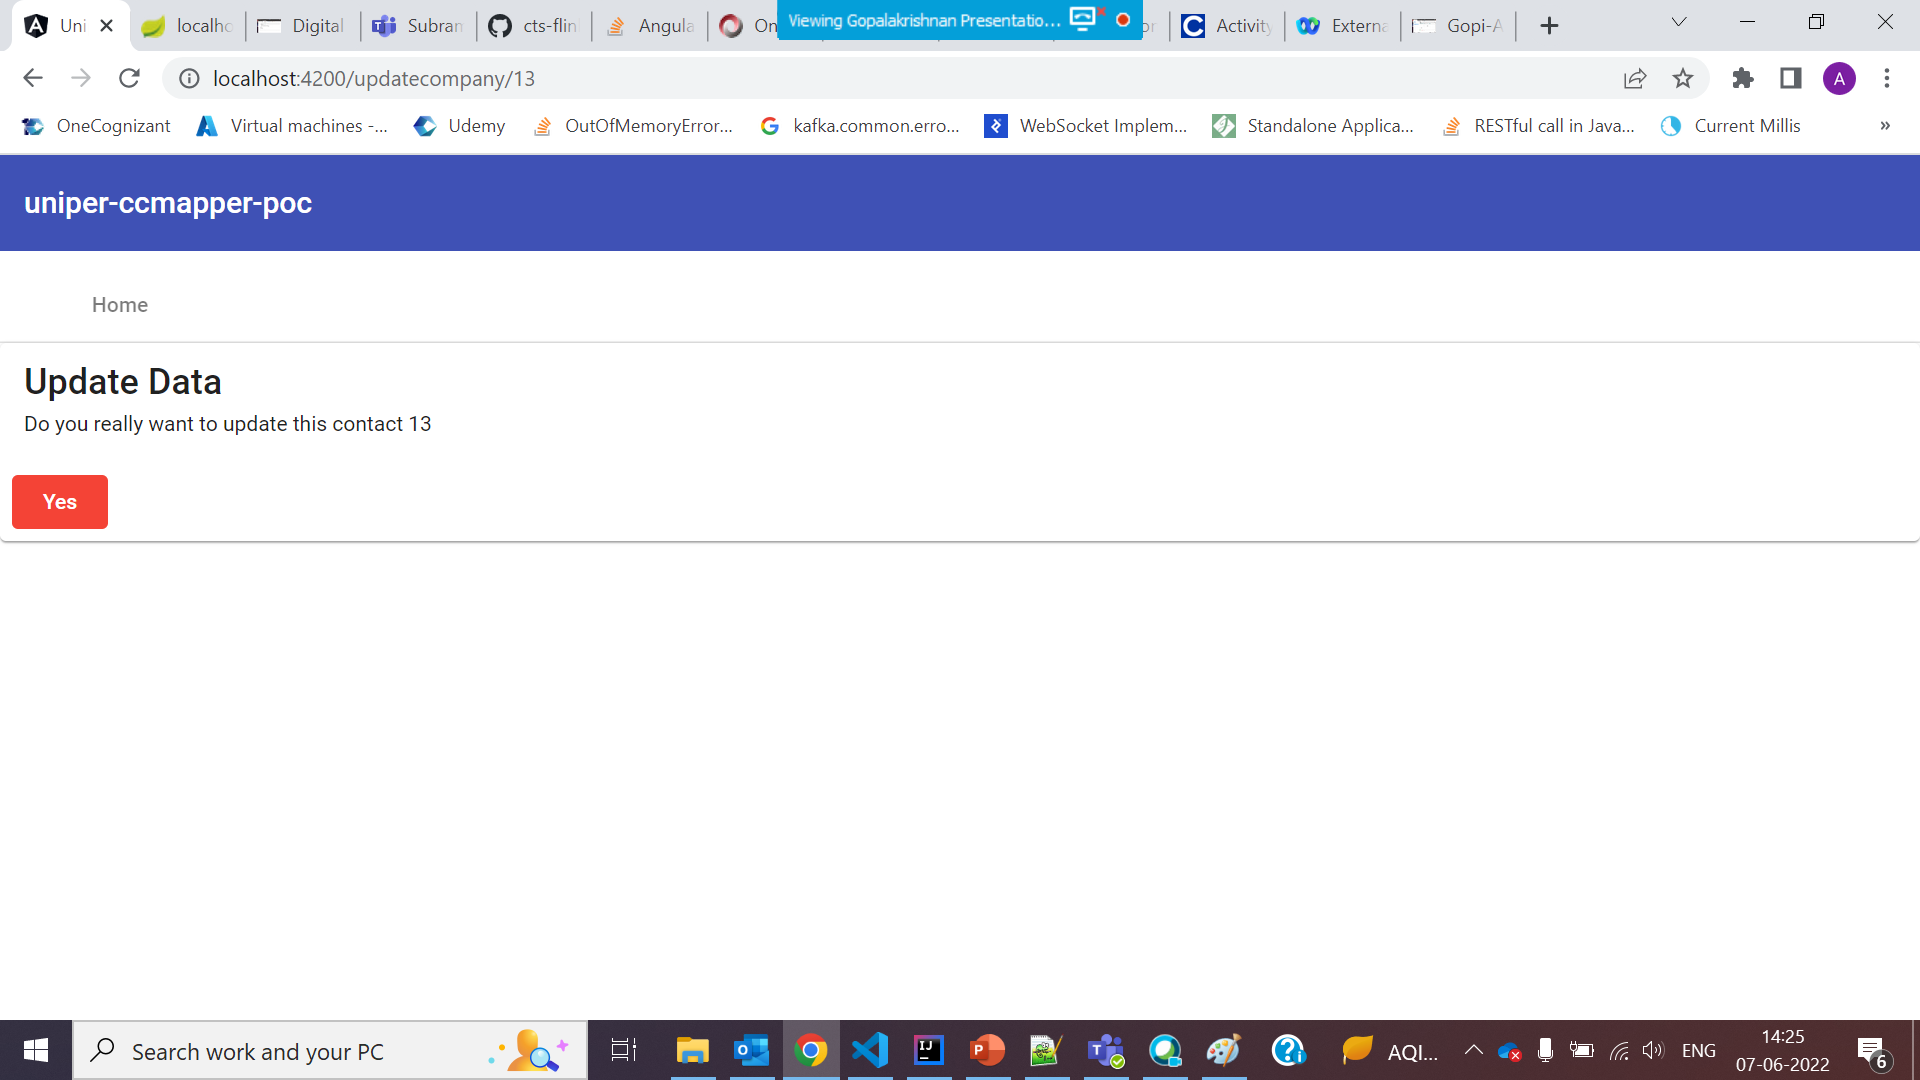 Uni
localho
Digital
Subran
cts-flin
Angula
On
Viewing Gopalakrishnan Presentatio...
or
Activity
Externa
Gopi-A
localhost:4200/updatecompany/13
A
OneCognizant
Virtual machines -...
Udemy
OutOfMemoryError...
kafka.common.erro...
WebSocket Implem...
Standalone Applica...
RESTful call in Java...
Current Millis
»
uniper-ccmapper-poc
Home
Update Data
Do you really want to update this contact 13
Yes
Search work and your PC
AQI...
ENG
14:25
07-06-2022
6